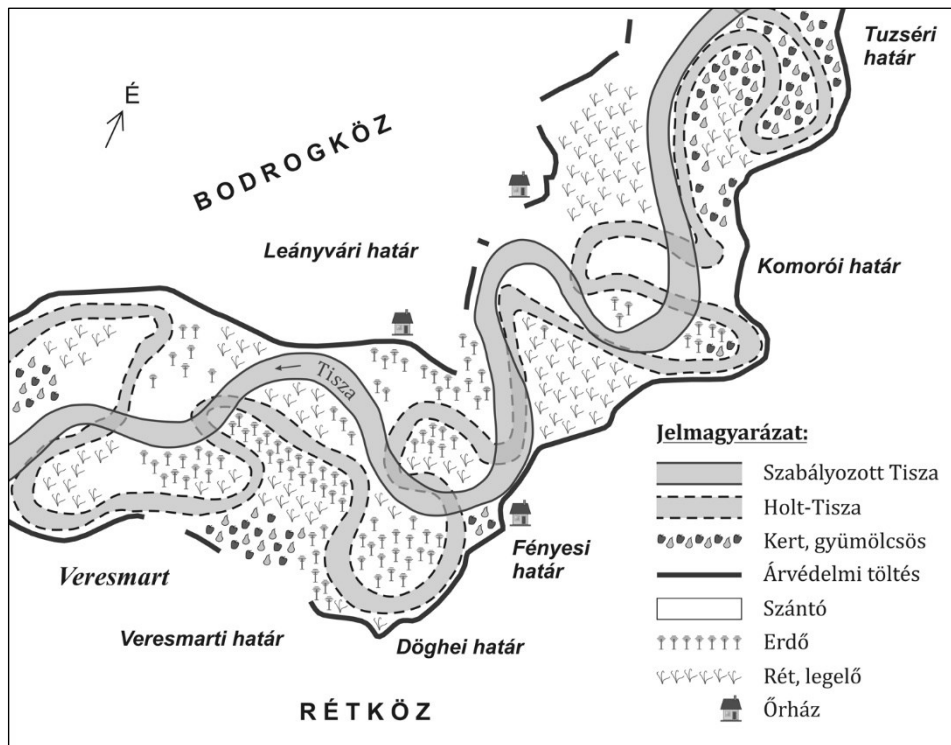 Tuzséri
határ
É
BODROGKÖZ
Leányvári határ
Komorói határ
Tisza
Fényesi
határ
Veresmart
Veresmarti határ
Döghei határ
RÉTKÖZ
Jelmagyarázat:
Szabályozott Tisza
Holt-Tisza
Kert, gyümölcsös
Árvédelmi töltés
Szántó
Erdő
Rét, legelő
Őrház